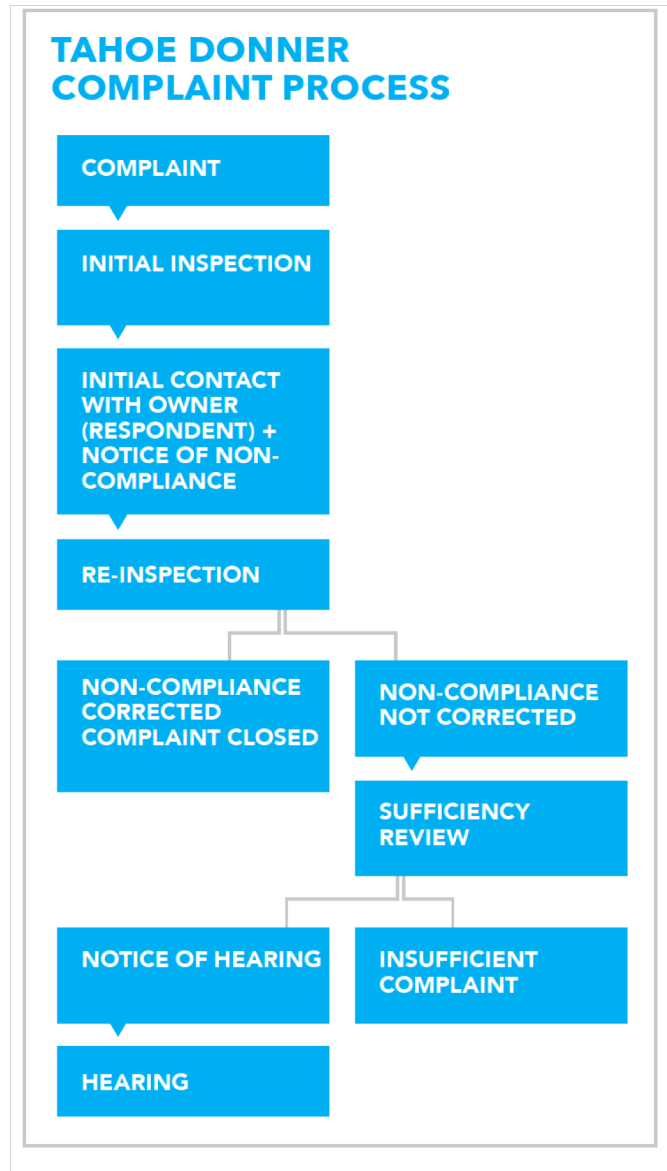 TAHOE DONNER
COMPLAINT PROCESS
COMPLAINT
INITIAL INSPECTION
INITIAL CONTACT
WITH OWNER
(RESPONDENT) +
NOTICE OF NON-
COMPLIANCE
RE-INSPECTION
NON-COMPLIANCE
CORRECTED
COMPLAINT CLOSED
NON-COMPLIANCE
NOT CORRECTED
SUFFICIENCY
REVIEW
NOTICE OF HEARING
INSUFFICIENT
COMPLAINT
HEARING